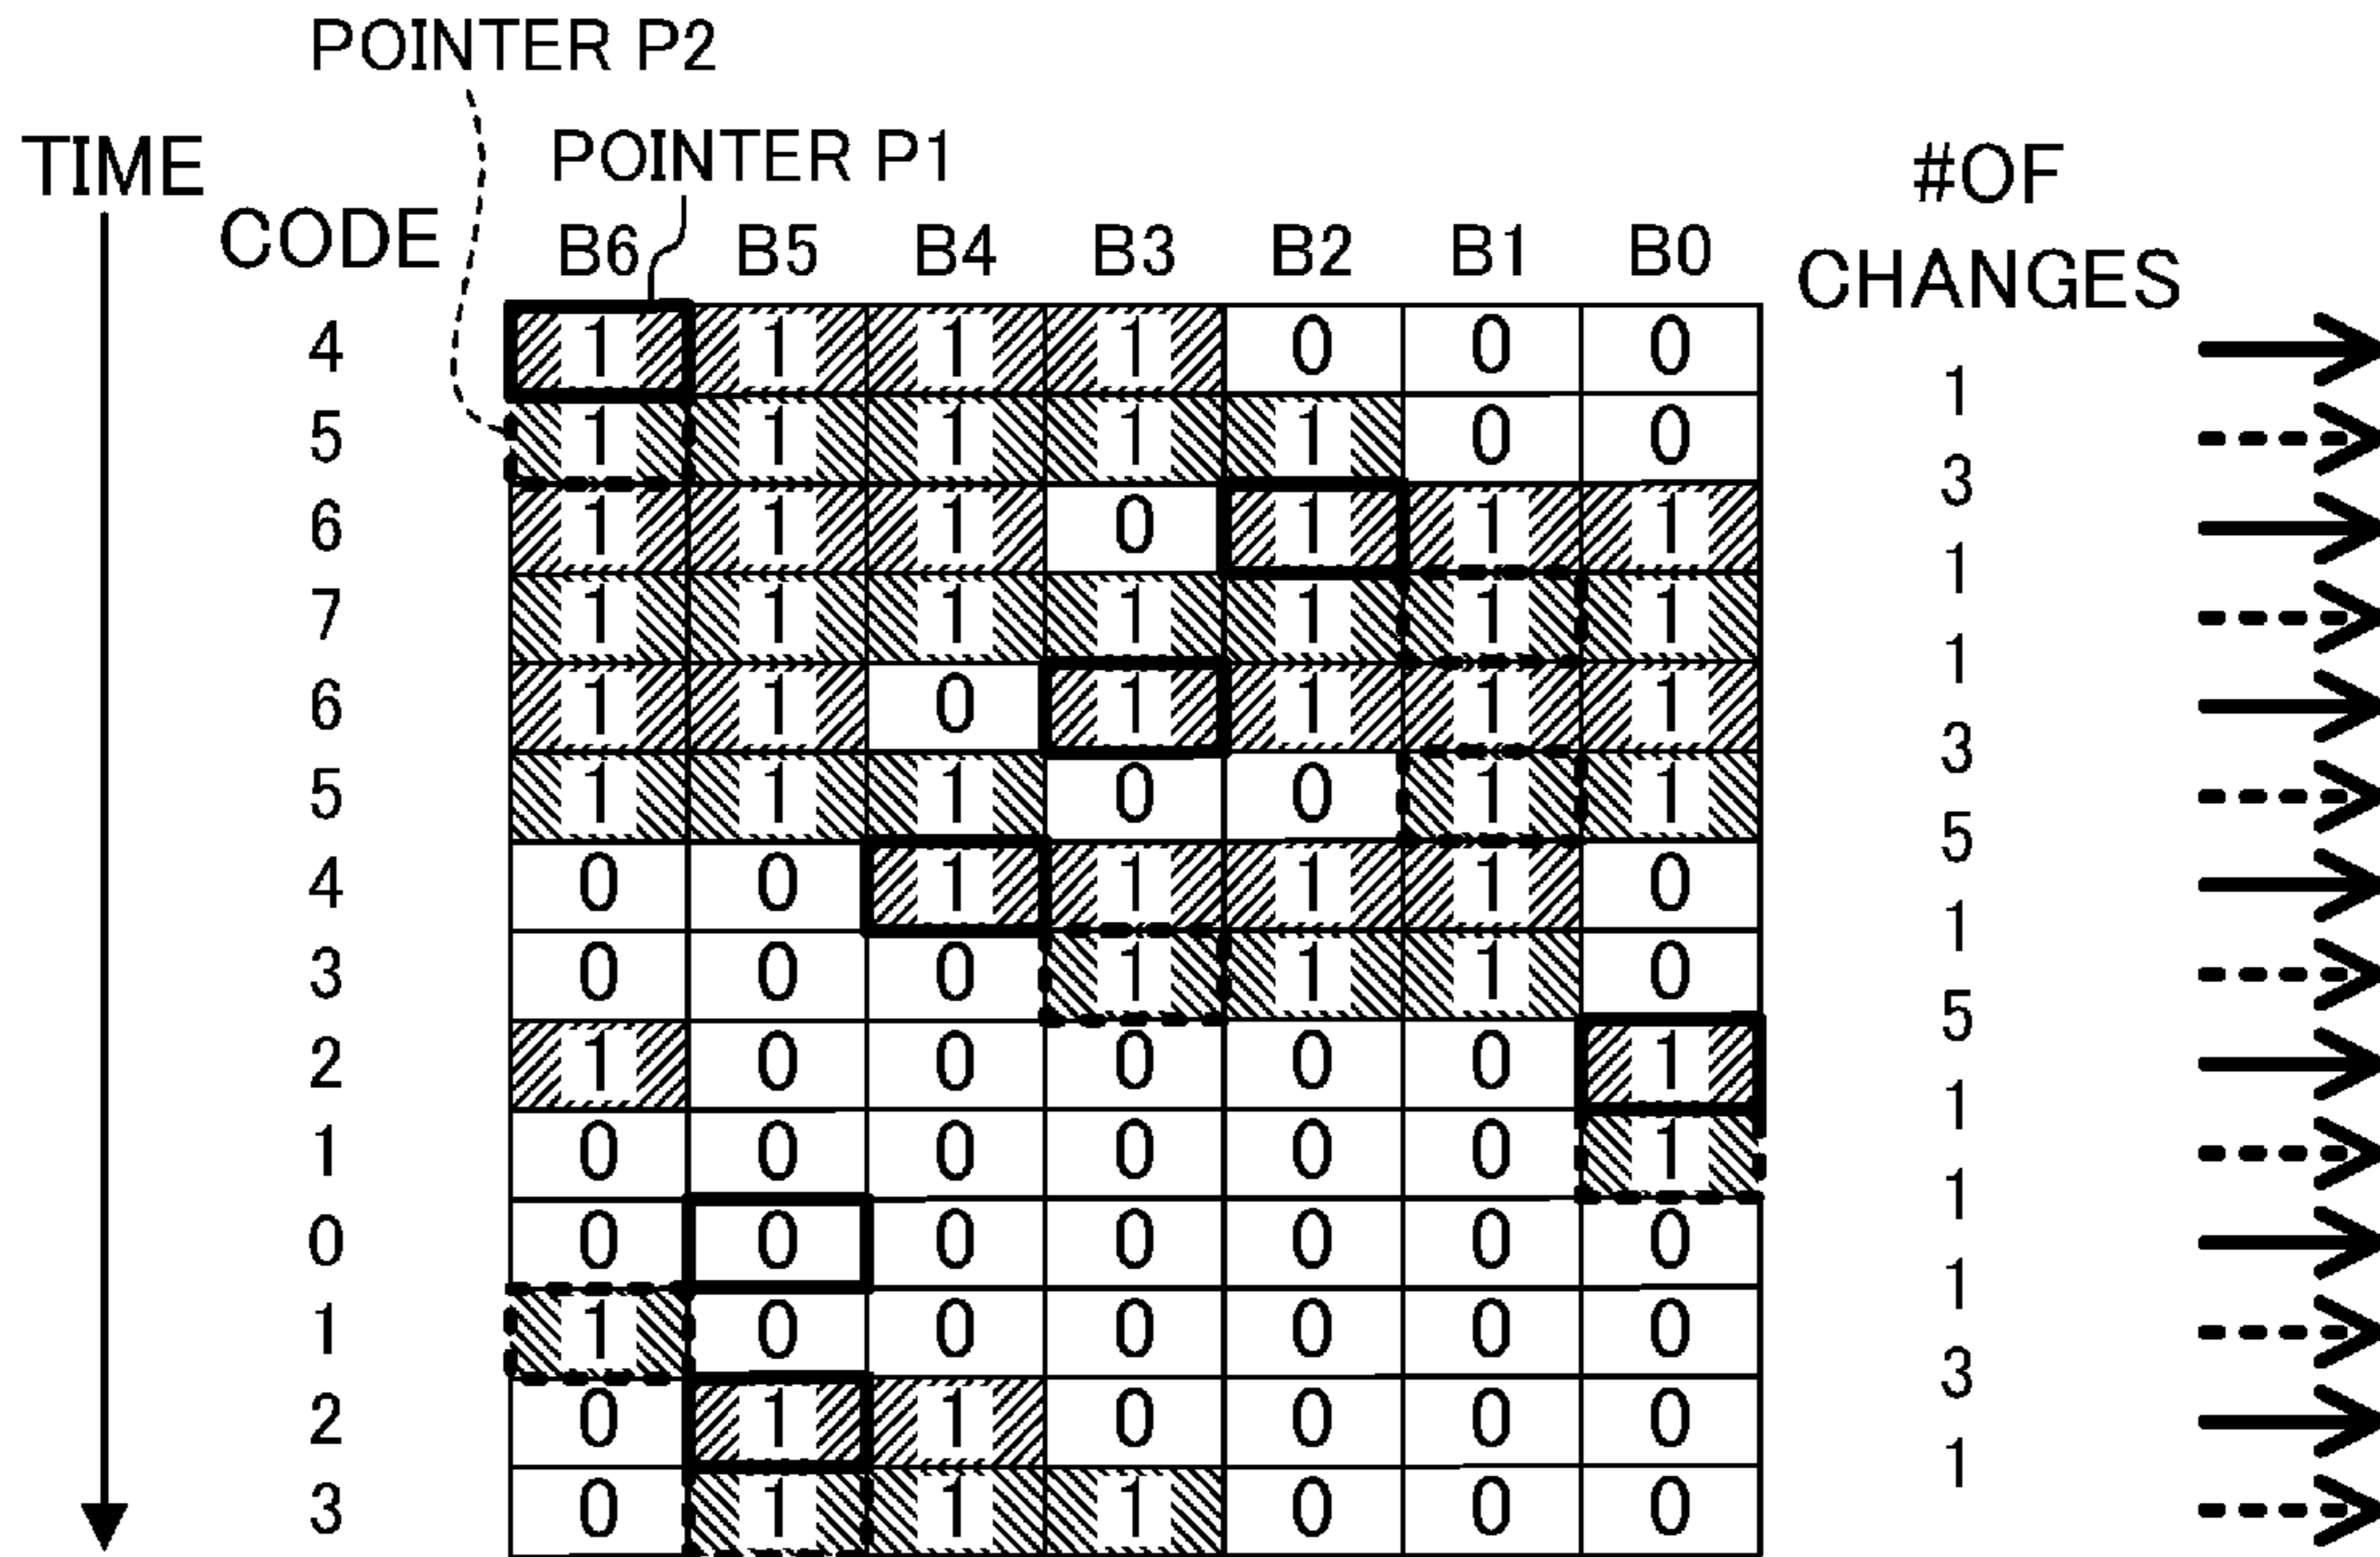 POINTER P2
TIME POINTER P1 #OF
CODE B6 B5 B4 B3 B2 B1 B0 CHANGES
4 1 1 1 1 0 0 0
1
5 1 1 1 1 1 0 0
3
6 1 1 1 0 1 1 1
1
7 1 1 1 1 1 1 1
1
6 1 1 0 1 1 1 1
3
5 1 1 1 0 0 1 1
5
4 0 0 1 1 1 1 0
1
3 0 0 0 1 1 1 0
5
2 1 0 0 0 0 0 1
1
1 0 0 0 0 0 0 1
1
0 0 0 0 0 0 0 0
1
1 1 0 0 0 0 0 0
3
2 0 1 1 0 0 0 0
1
3 0 1 1 1 0 0 0